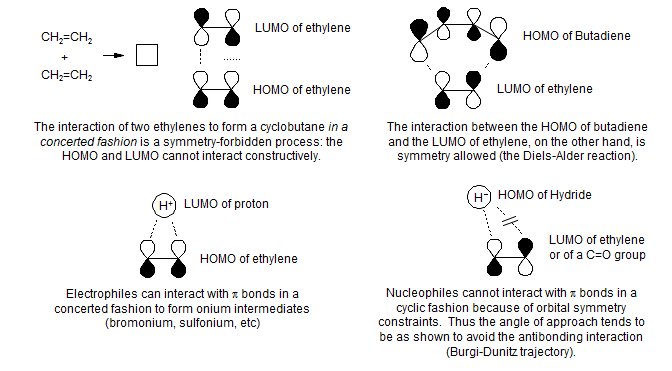 CH₂=CH₂
+
CH₂=CH₂
LUMO of ethylene
HOMO of ethylene
The interaction of two ethylenes to form a cyclobutane in a
concerted fashion is a symmetry-forbidden process: the
HOMO and LUMO cannot interact constructively.
HOMO of Butadiene
LUMO of ethylene
The interaction between the HOMO of butadiene
and the LUMO of ethylene, on the other hand, is
symmetry allowed (the Diels-Alder reaction).
H⁺
LUMO of proton
HOMO of ethylene
Electrophiles can interact with π bonds in a
concerted fashion to form onium intermediates
(bromonium, sulfonium, etc)
H⁻
HOMO of Hydride
LUMO of ethylene
or of a C=O group
Nucleophiles cannot interact with π bonds in a
cyclic fashion because of orbital symmetry
constraints. Thus the angle of approach tends to
be as shown to avoid the antibonding interaction
(Burgi-Dunitz trajectory).